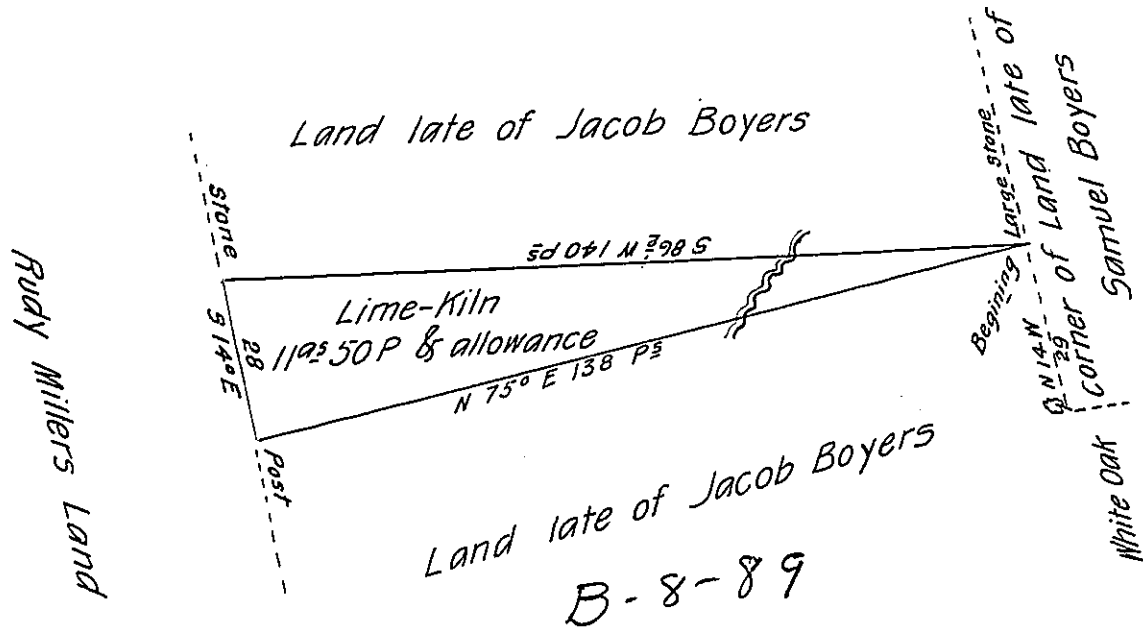 Land late of Jacob Boyers
Large Stone
corner of Land late of
Samuel Boyers
Stone
S 86½ W 140 ps
Begining
Lime-Kiln
11as 50 P & allowance
N 14 W
29
28
S 14° E
N 75° E 138 Ps
Post
Rudy Millers Land
Land late of Jacob Boyers
White Oak
B-8-89